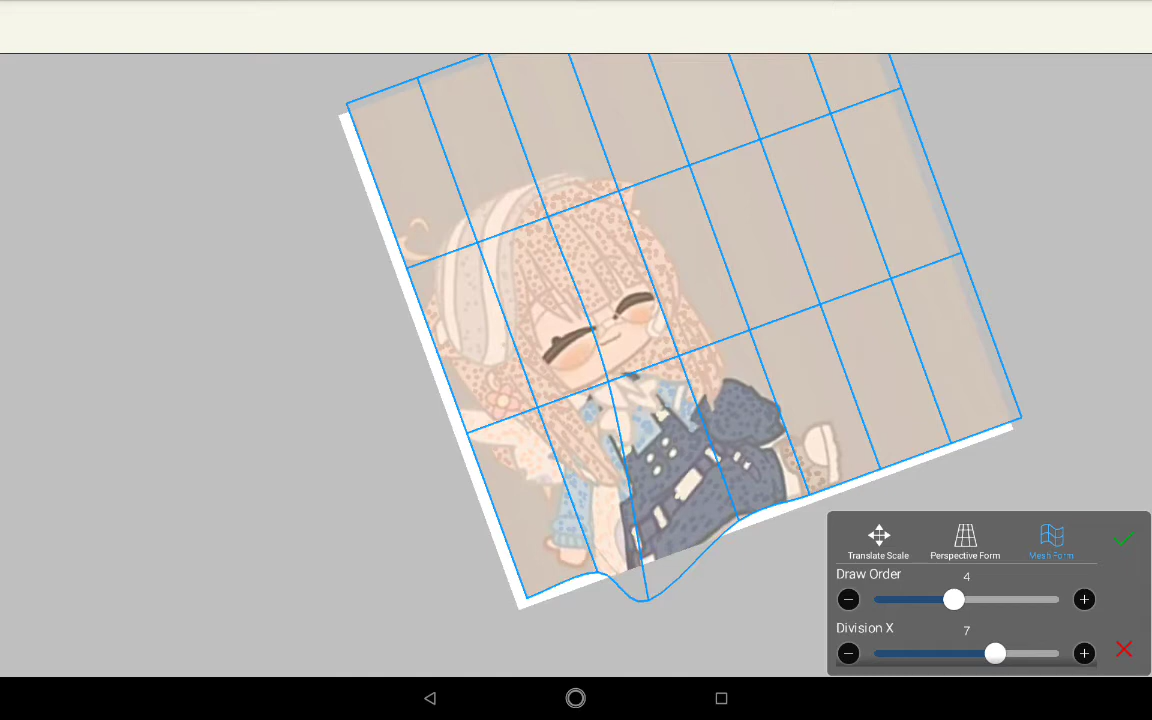 Translate Scale
Perspective Form
Mesh Form
Draw Order
4
Division X
7